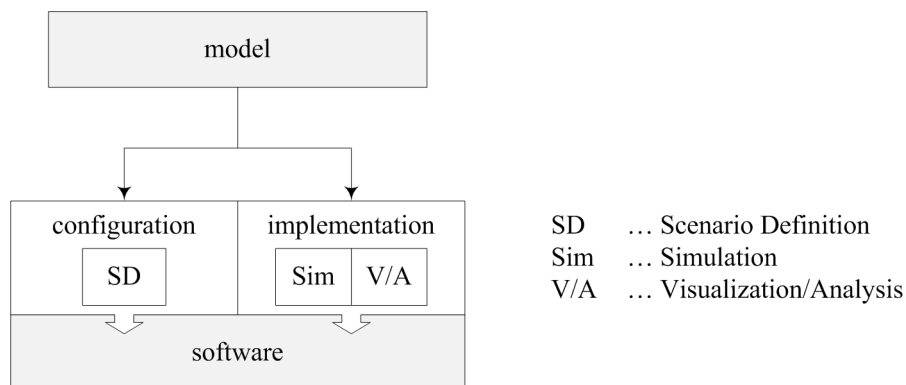 model
configuration
implementation
SD
Sim
V/A
software
SD … Scenario Definition
Sim … Simulation
V/A … Visualization/Analysis